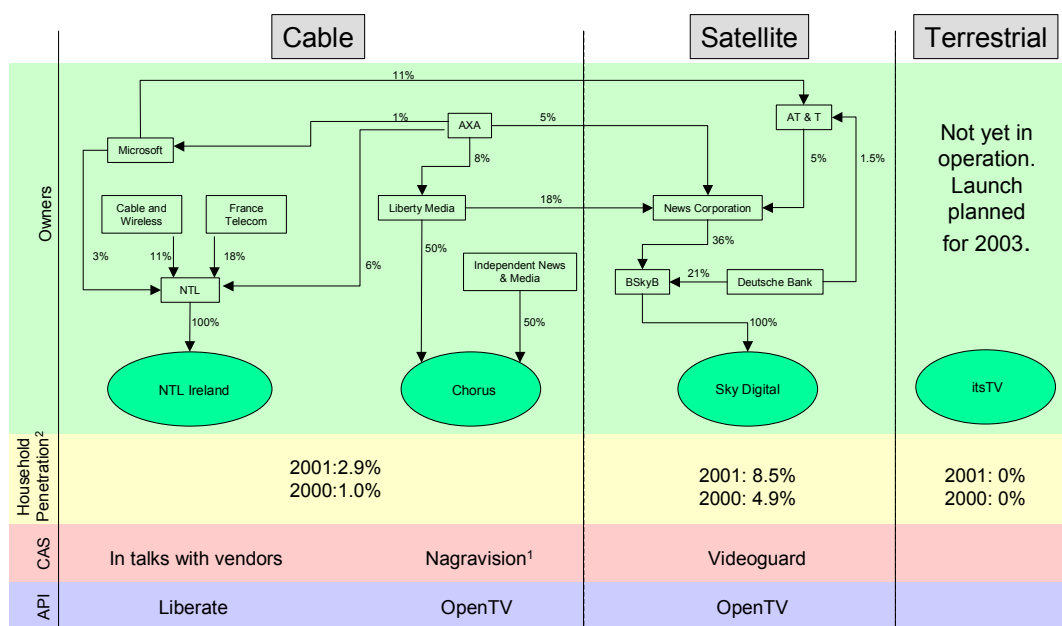 Cable
Satellite
Terrestrial
Owners
11%
1%
AXA
5%
AT & T
Microsoft
8%
5%
1.5%
Cable and
Wireless
France
Telecom
Liberty Media
18%
News Corporation
3%
11%
18%
6%
50%
36%
Independent News
& Media
NTL
BSkyB
21%
Deutsche Bank
100%
50%
100%
Not yet in
operation.
Launch
planned
for 2003.
NTL Ireland
Chorus
Sky Digital
itsTV
Household
Penetration²
2001:2.9%
2000:1.0%
2001: 8.5%
2000: 4.9%
2001: 0%
2000: 0%
CAS
In talks with vendors
Nagravision¹
Videoguard
API
Liberate
OpenTV
OpenTV